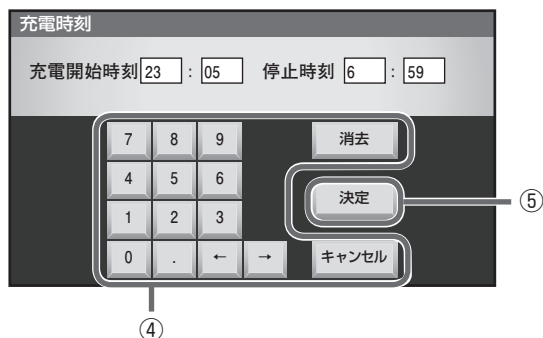 充電時刻
充電開始時刻 23 : 05 停止時刻 6 : 59
7 8 9 消去
4 5 6
決定 ⑤
1 2 3
0 . ← → キャンセル
④